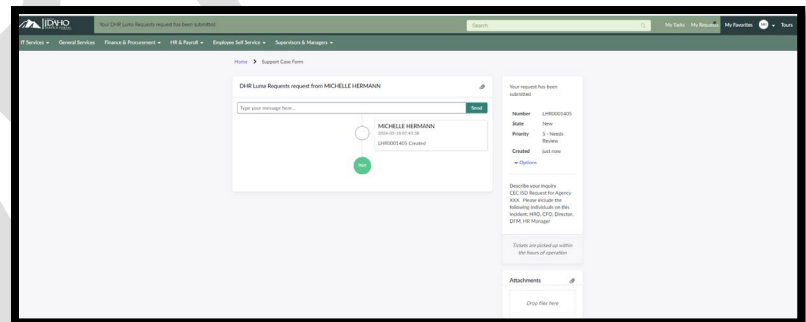 IDAHO
Your DHR Luma Requests request has been submitted
Search
My Tasks
My Favorites
MH
Tours
IT Services
General Services
Finance & Procurement
HR & Payroll
Employee Self Service
Supervisors & Managers
Home > Support Case Form
DHR Luma Requests request from MICHELLE HERMANN
Type your message here...
Send
MICHELLE HERMANN
LHR0001405 Created
Start
Your request has been
submitted
Number LHR0001405
State New
Priority 5 - Needs
Review
Created just now
Options
Describe your inquiry
CEC ISD Request for Agency
XXX. Please include the
following individuals on this
incident: HRO, CFO, Director,
DFM, HR Manager
Tickets are picked up within
the hours of operation
Attachments
Drop files here